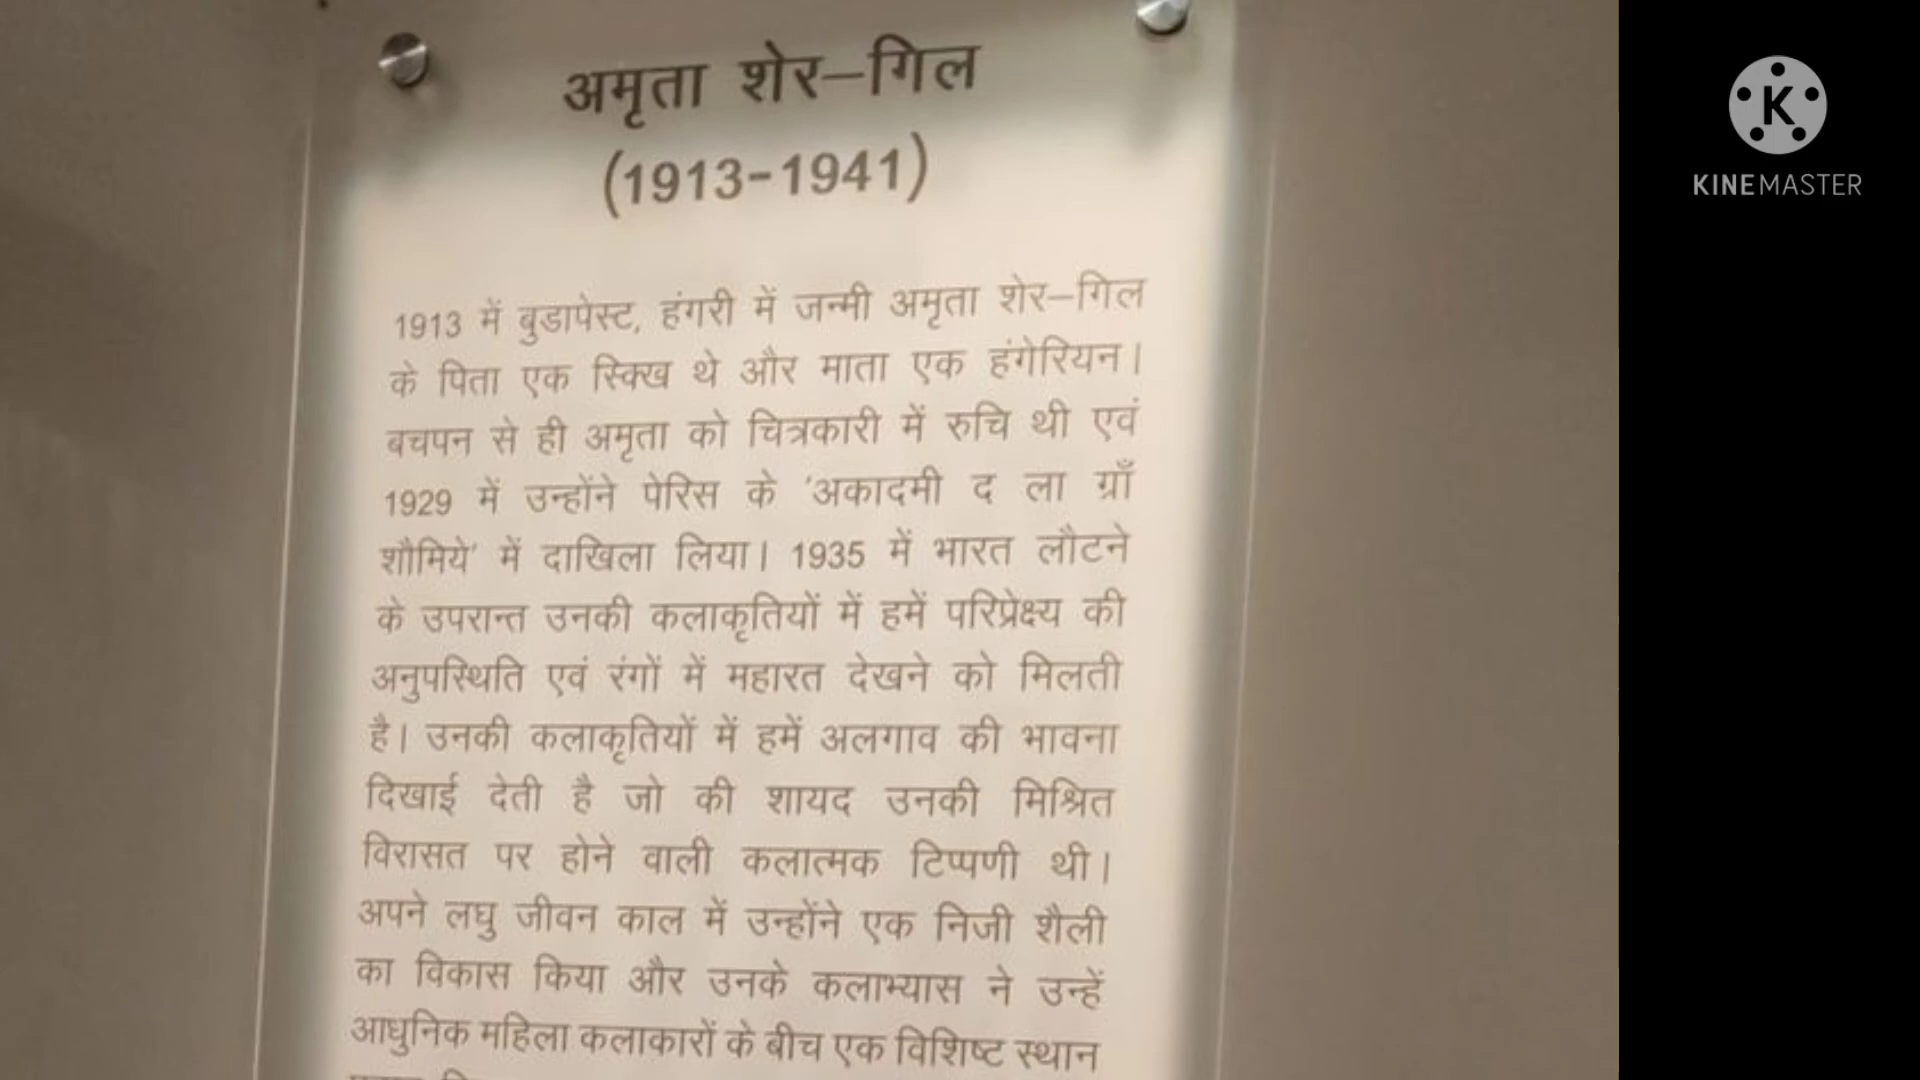 अमृता शेर–गिल
(1913-1941)
1913 में बुडापेस्ट, हंगरी में जन्मी अमृता शेर–गिल
के पिता एक सिक्ख थे और माता एक हंगेरियन।
बचपन से ही अमृता को चित्रकारी में रुचि थी एवं
1929 में उन्होंने पेरिस के 'अकादमी द ला ग्राँ
शौमिये' में दाखिला लिया। 1935 में भारत लौटने
के उपरान्त उनकी कलाकृतियों में हमें परिप्रेक्ष्य की
अनुपस्थिति एवं रंगों में महारत देखने को मिलती
है। उनकी कलाकृतियों में हमें अलगाव की भावना
दिखाई देती है जो की शायद उनकी मिश्रित
विरासत पर होने वाली कलात्मक टिप्पणी थी।
अपने लघु जीवन काल में उन्होंने एक निजी शैली
का विकास किया और उनके कलाभ्यास ने उन्हें
आधुनिक महिला कलाकारों के बीच एक विशिष्ट स्थान
K
KINEMASTER